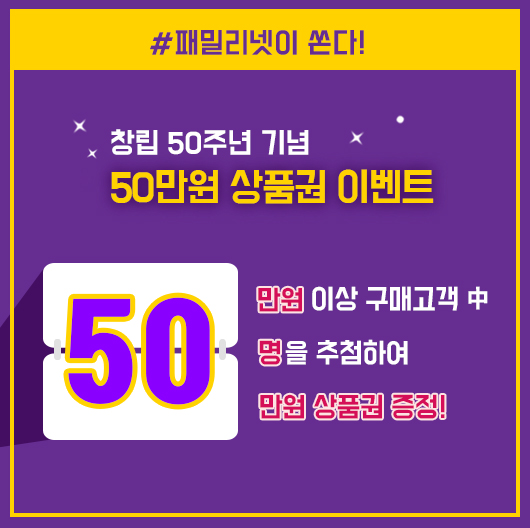 #패밀리넷이 쏜다!
창립 50주년 기념
50만원 상품권 이벤트
50
만원 이상 구매고객 中
명을 추첨하여
만원 상품권 증정!